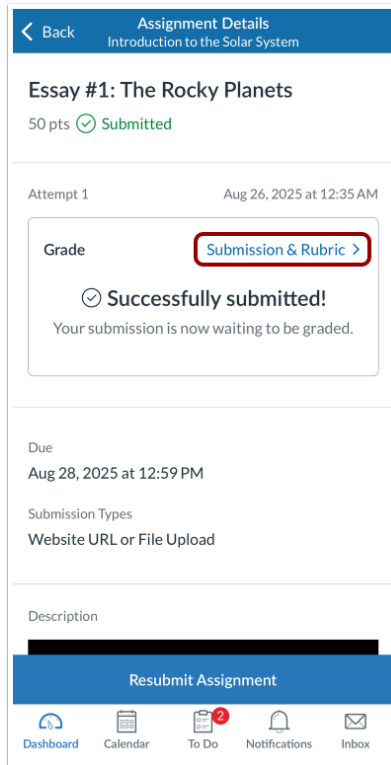 Back
Assignment Details
Introduction to the Solar System
Essay #1: The Rocky Planets
50 pts Submitted
Attempt 1 Aug 26, 2025 at 12:35 AM
Grade Submission & Rubric >
Successfully submitted!
Your submission is now waiting to be graded.
Due
Aug 28, 2025 at 12:59 PM
Submission Types
Website URL or File Upload
Description
Resubmit Assignment
2
Dashboard Calendar To Do Notifications Inbox